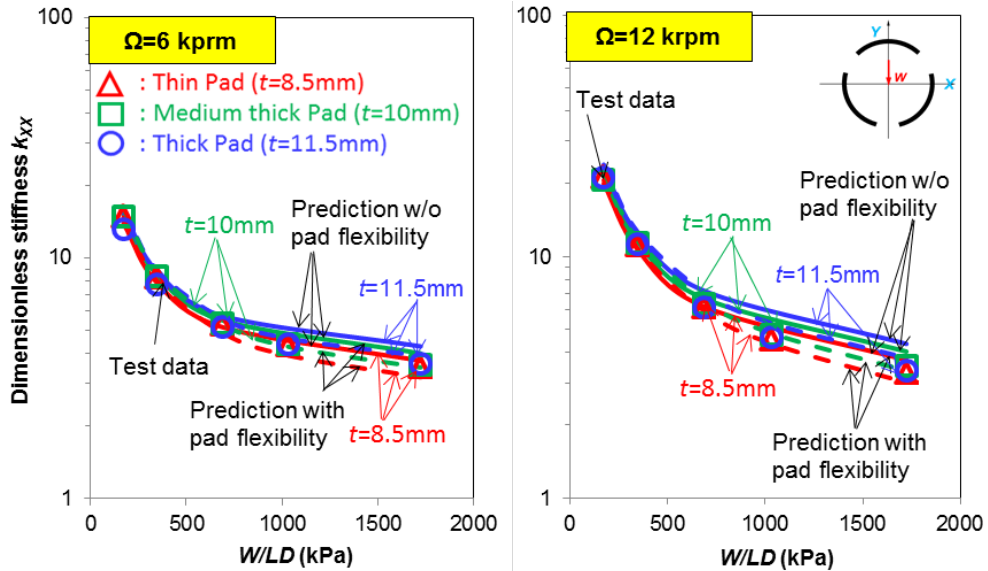 Dimensionless stiffness kXX
100
10
1
Ω=6 kprm
: Thin Pad (t=8.5mm)
: Medium thick Pad (t=10mm)
: Thick Pad (t=11.5mm)
t=10mm
Prediction w/o
pad flexibility
t=11.5mm
Test data
Prediction with
pad flexibility
t=8.5mm
0
500
1000
1500
2000
W/LD (kPa)
100
10
1
Ω=12 krpm
Y
W
X
Test data
Prediction w/o
pad flexibility
t=10mm
t=11.5mm
t=8.5mm
Prediction with
pad flexibility
0
500
1000
1500
2000
W/LD (kPa)